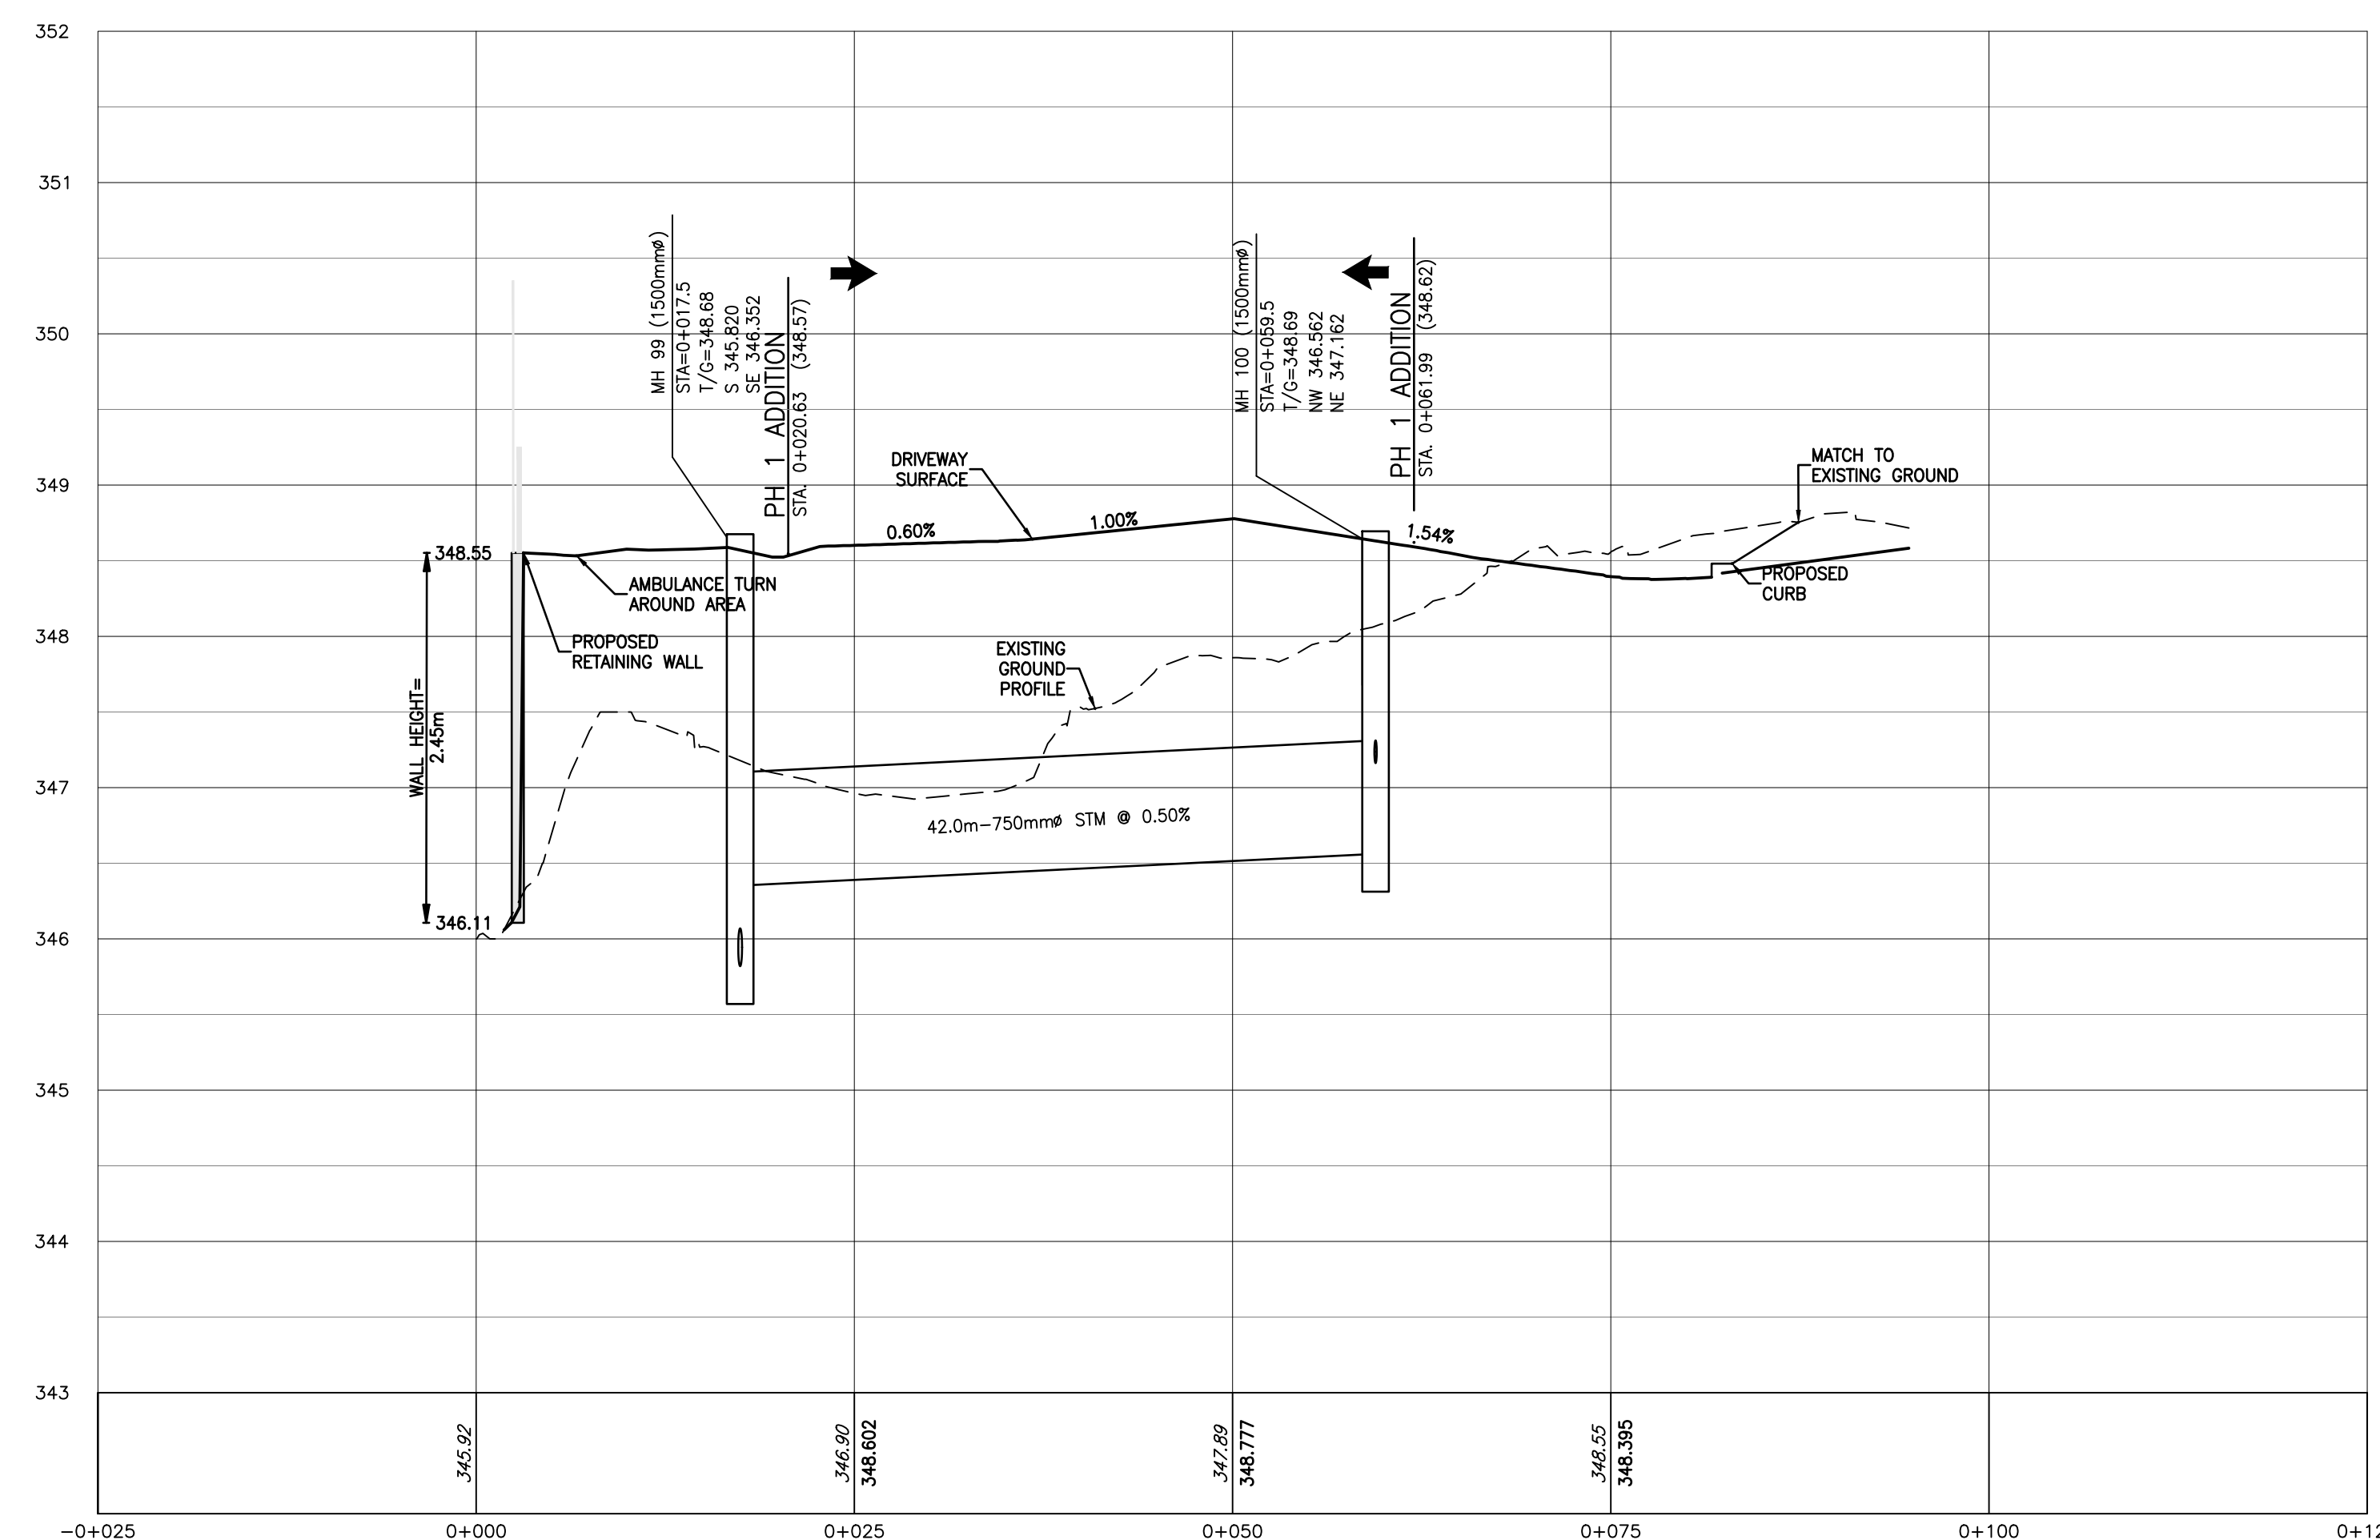 352
351
350
349
348
347
346
345
344
343
MH 99 (1500mmø)
STA=0+017.5
T/G=348.68
S 345.820
SE 346.352
PH 1 ADDITION
STA. 0+020.63 (348.57)
MH 100 (1500mmø)
STA=0+059.5
T/G=348.69
NW 346.562
NE 347.162
PH 1 ADDITION
STA. 0+061.99 (348.62)
DRIVEWAY
SURFACE
0.60%
1.00%
1.54%
MATCH TO
EXISTING GROUND
PROPOSED
CURB
348.55
AMBULANCE TURN
AROUND AREA
PROPOSED
RETAINING WALL
EXISTING
GROUND
PROFILE
WALL HEIGHT=
2.45m
42.0m-750mmø STM @ 0.50%
346.11
345.92
346.90
348.602
347.89
348.777
348.55
348.395
-0+025
0+000
0+025
0+050
0+075
0+100